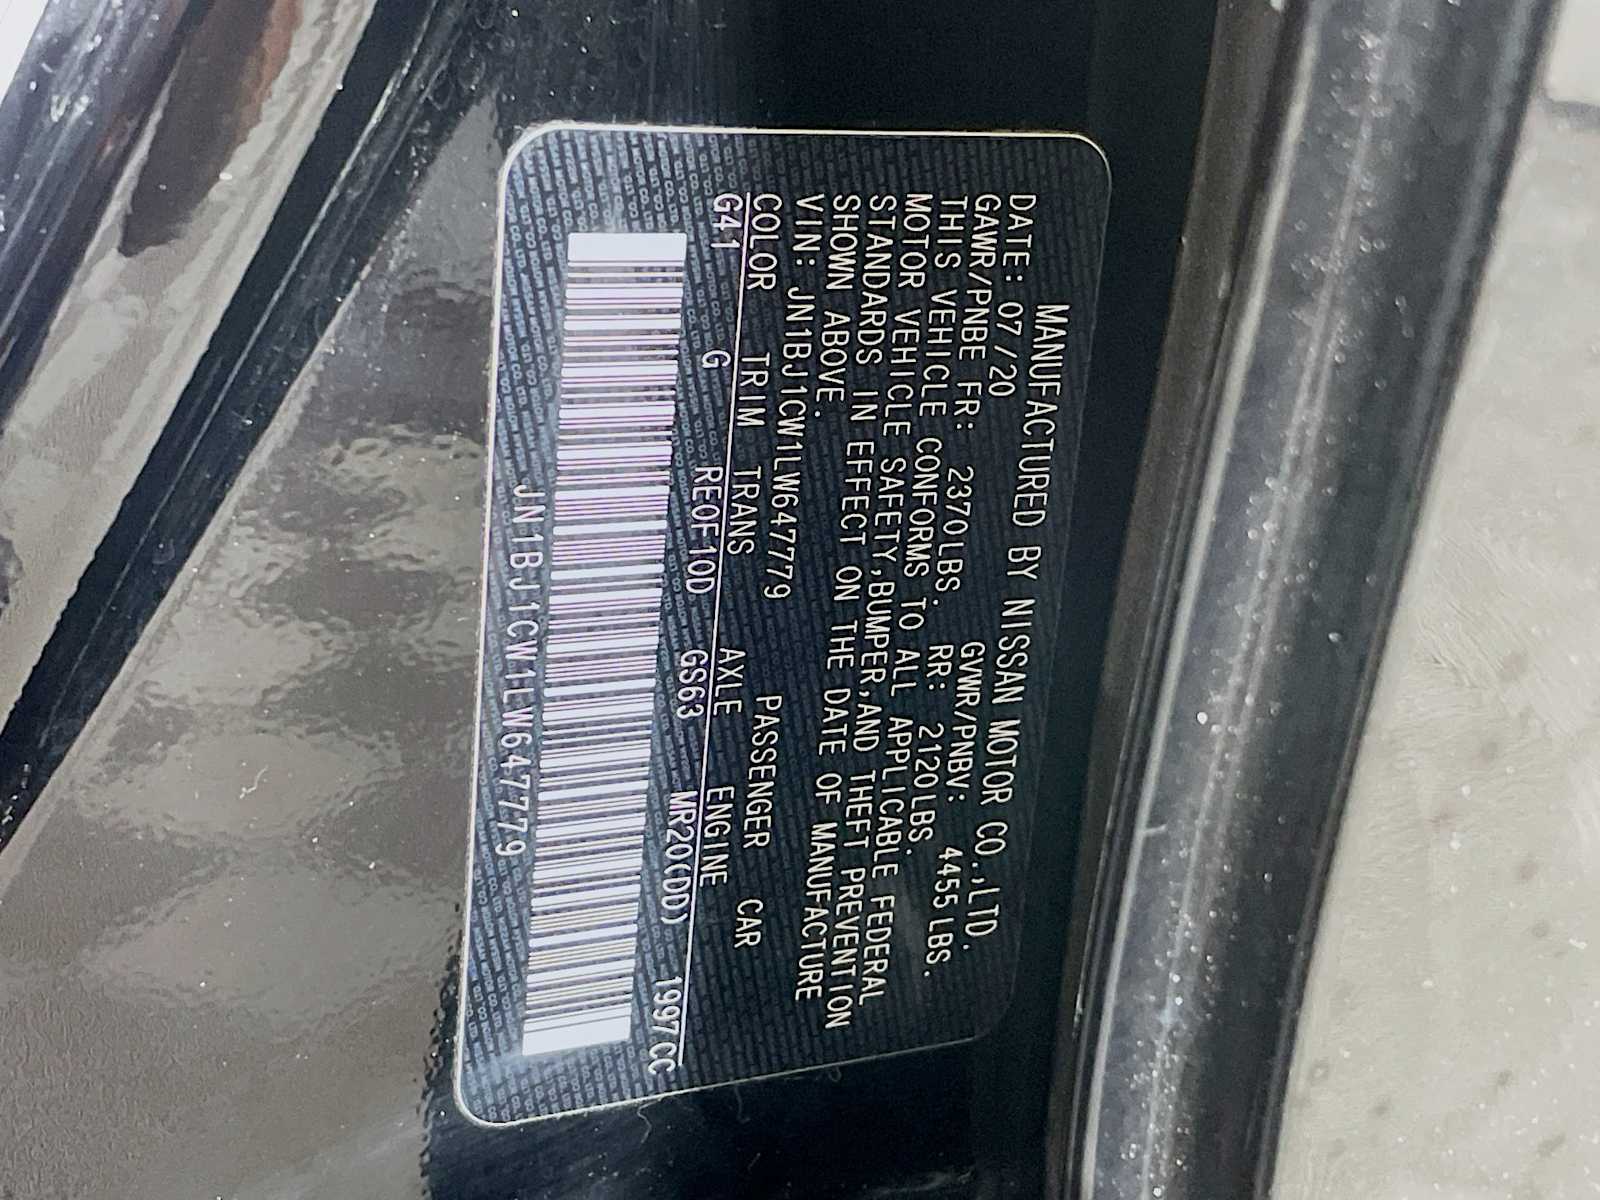 MANUFACTURED BY NISSAN MOTOR CO.,LTD.
DATE: 07/20 GVWR/PNBV: 4455LBS.
GAWR/PNBE FR: 2370LBS. RR: 2120LBS.
THIS VEHICLE CONFORMS TO ALL APPLICABLE FEDERAL
MOTOR VEHICLE SAFETY,BUMPER,AND THEFT PREVENTION
STANDARDS IN EFFECT ON THE DATE OF MANUFACTURE
SHOWN ABOVE.
VIN: JN1BJ1CW1LW647779 PASSENGER CAR
COLOR TRIM TRANS AXLE ENGINE
G41 G RE0F10D GS63 MR20(DD) 1997CC
JN1BJ1CW1LW647779